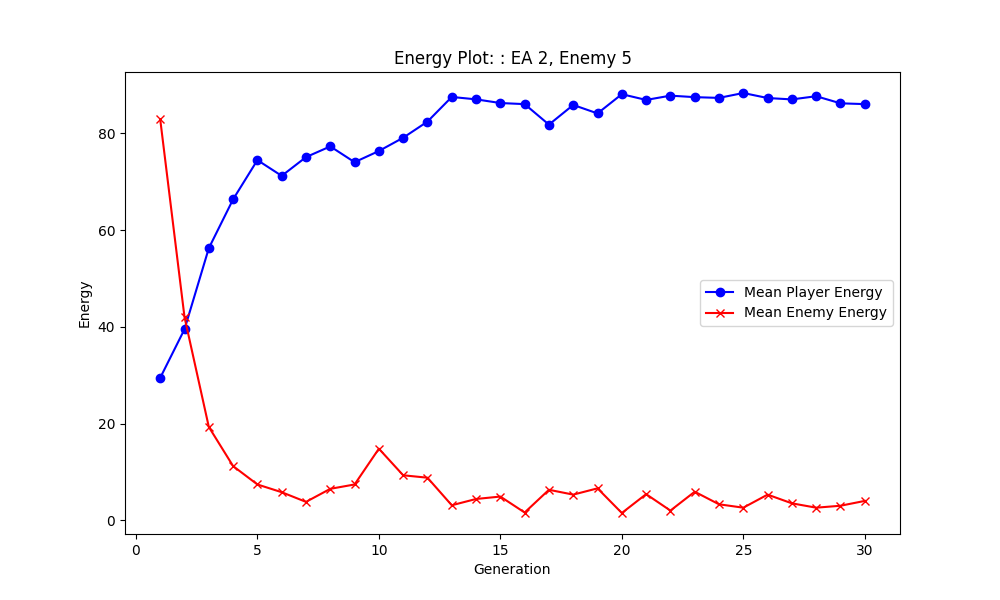 Energy Plot: : EA 2, Enemy 5
Energy
80
60
40
20
0
Mean Player Energy
Mean Enemy Energy
0 5 10 15 20 25 30
Generation